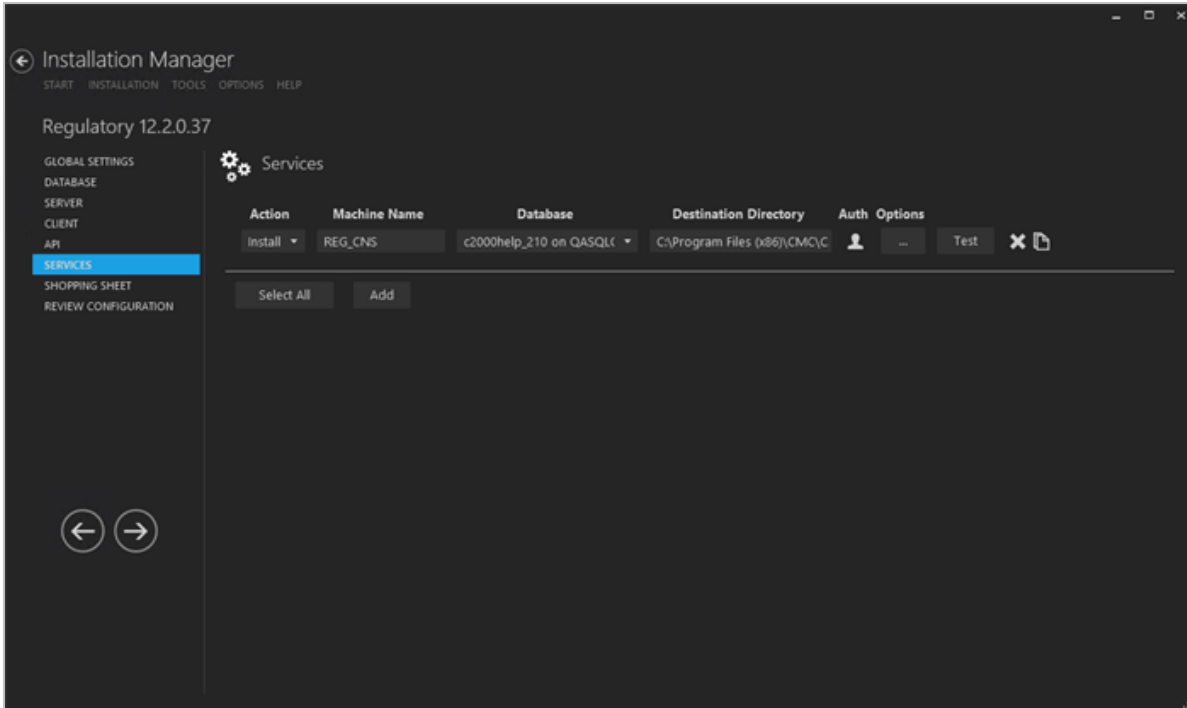 Installation Manager
START INSTALLATION TOOLS OPTIONS HELP
Regulatory 12.2.0.37
GLOBAL SETTINGS
DATABASE
SERVER
CLIENT
API
SERVICES
SHOPPING SHEET
REVIEW CONFIGURATION
Services
Action Machine Name Database Destination Directory Auth Options
Install REG_CNS c2000help_210 on QASQL( C:\Program Files (x86)\CMC\C ... Test
Select All Add